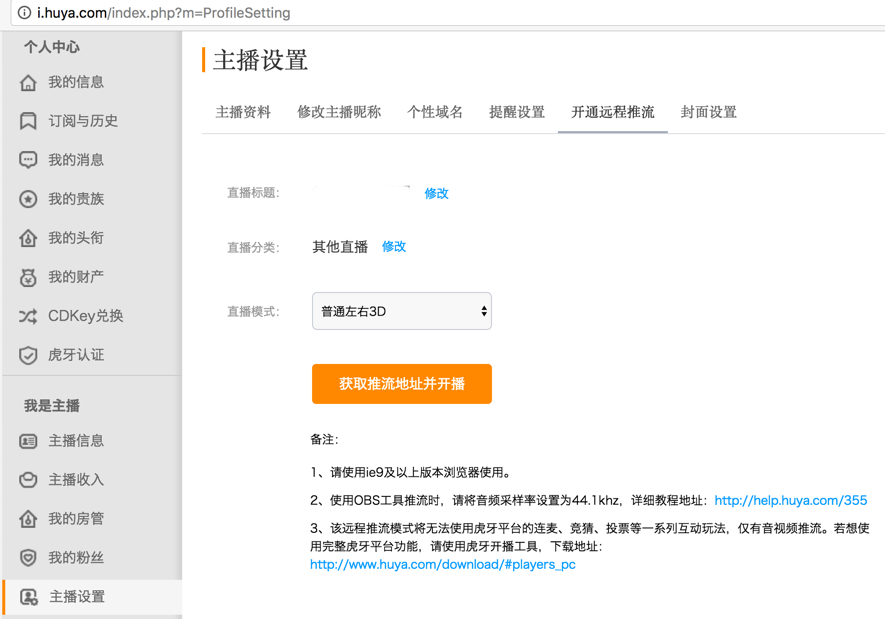 i.huya.com/index.php?m=ProfileSetting
个人中心
我的信息
订阅与历史
我的消息
我的贵族
我的头衔
我的财产
CDKey兑换
虎牙认证
我是主播
主播信息
主播收入
我的房管
我的粉丝
主播设置
主播设置
主播资料 修改主播昵称 个性域名 提醒设置 开通远程推流 封面设置
直播标题: 修改
直播分类: 其他直播 修改
直播模式: 普通左右3D
获取推流地址并开播
备注:
1、请使用ie9及以上版本浏览器使用。
2、使用OBS工具推流时，请将音频采样率设置为44.1khz，详细教程地址：http://help.huya.com/355
3、该远程推流模式将无法使用虎牙平台的连麦、竞猜、投票等一系列互动玩法，仅有音视频推流。若想使
用完整虎牙平台功能，请使用虎牙开播工具，下载地址：
http://www.huya.com/download/#players_pc